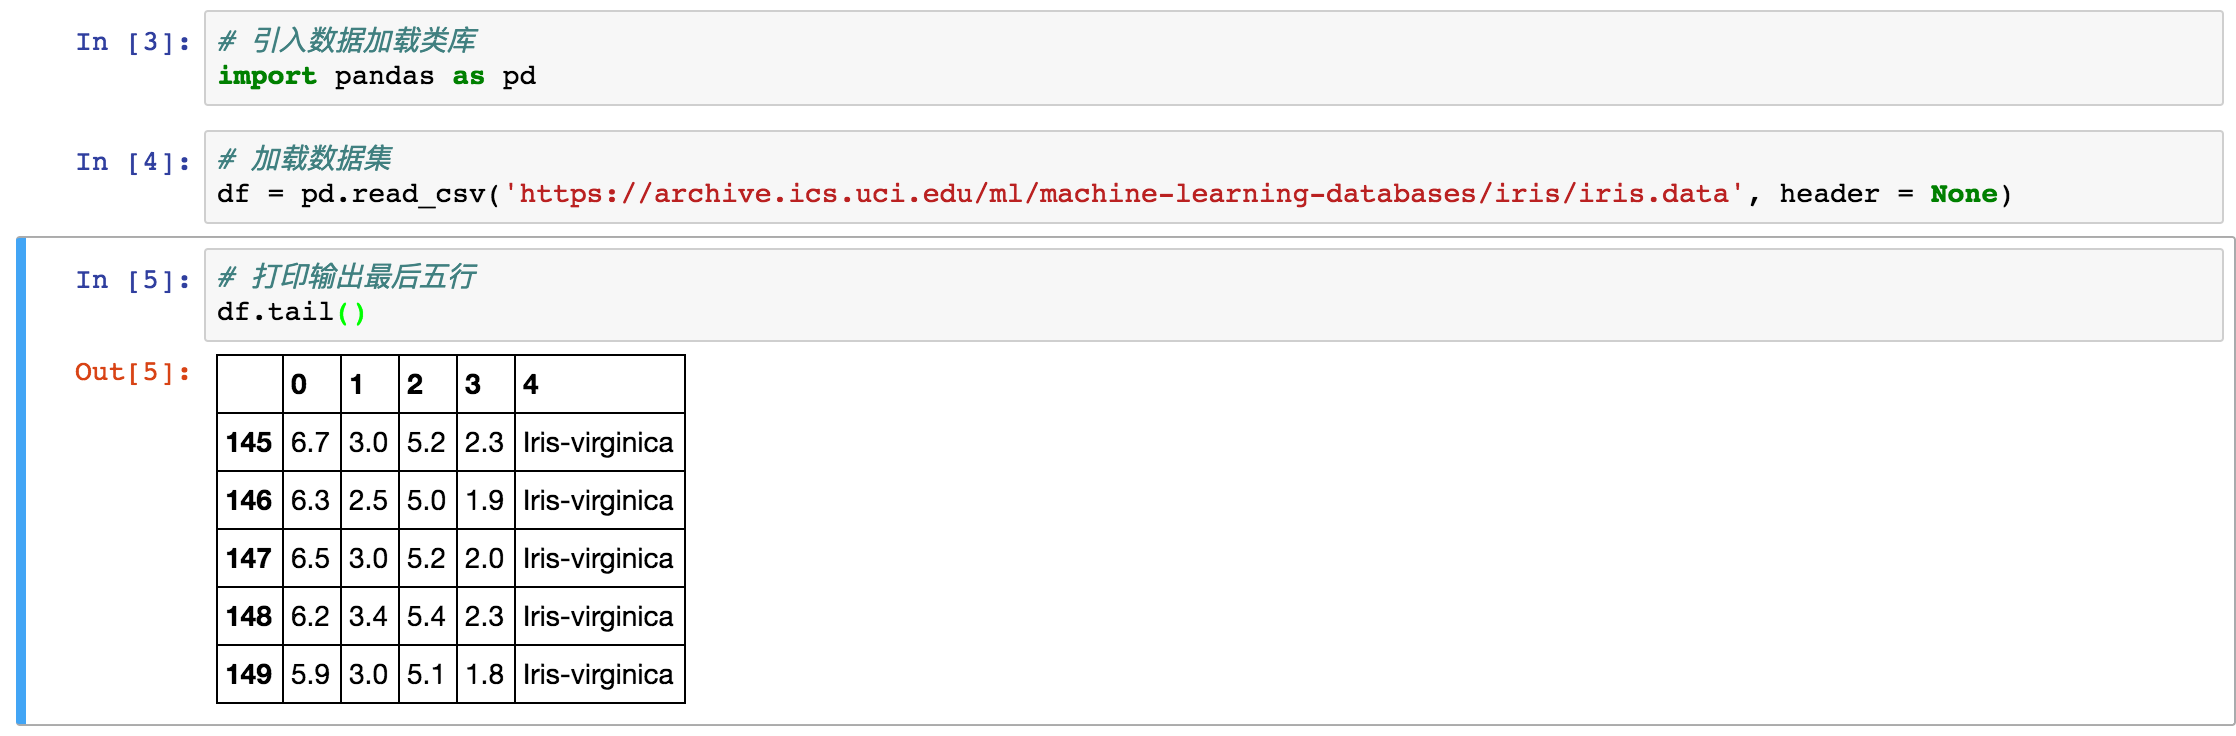 In [3]: # 引入数据加载类库
import pandas as pd
In [4]: # 加载数据集
df = pd.read_csv('https://archive.ics.uci.edu/ml/machine-learning-databases/iris/iris.data', header = None)
In [5]: # 打印输出最后五行
df.tail()
Out[5]:
0 1 2 3 4
145 6.7 3.0 5.2 2.3 Iris-virginica
146 6.3 2.5 5.0 1.9 Iris-virginica
147 6.5 3.0 5.2 2.0 Iris-virginica
148 6.2 3.4 5.4 2.3 Iris-virginica
149 5.9 3.0 5.1 1.8 Iris-virginica